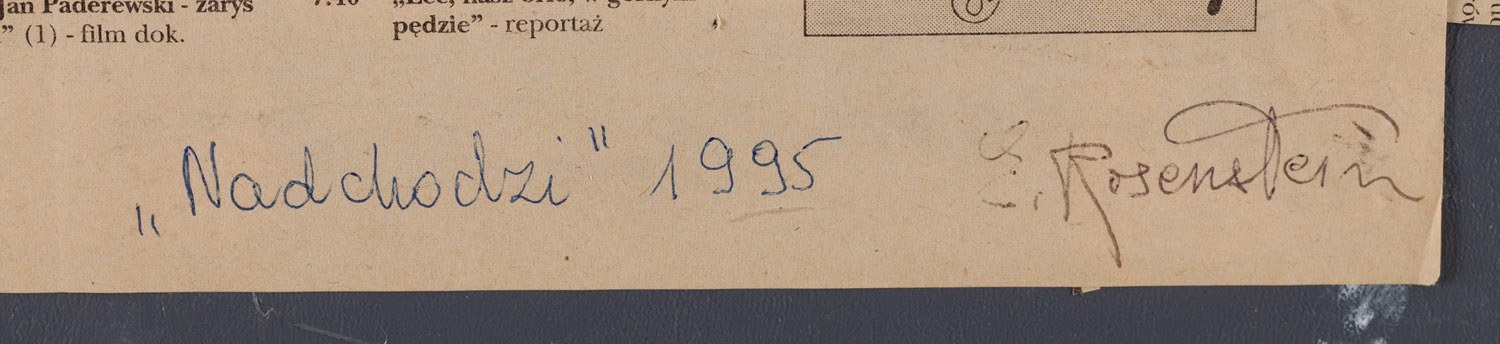 Jan Paderewski - zarys
” (1) - film dok.
pędzie” - reportaż
„Nadchodzi” 1995
E. Rosenstein